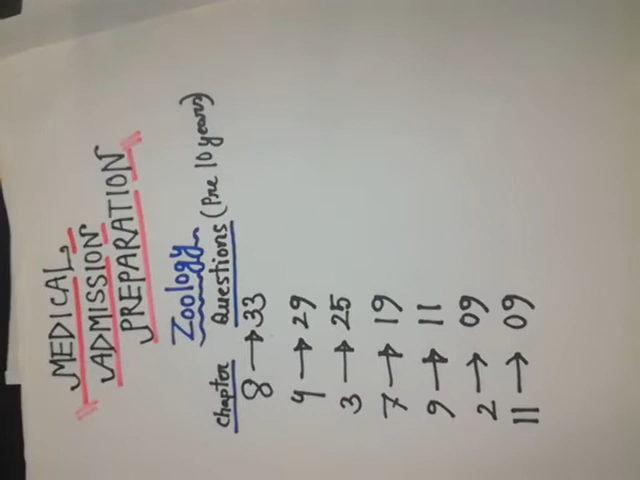 MEDICAL
ADMISSION
PREPARATION
Zoology
Chapter Questions (Pre 10 years)
8 → 33
4 → 29
3 → 25
7 → 19
9 → 11
2 → 09
11 → 09